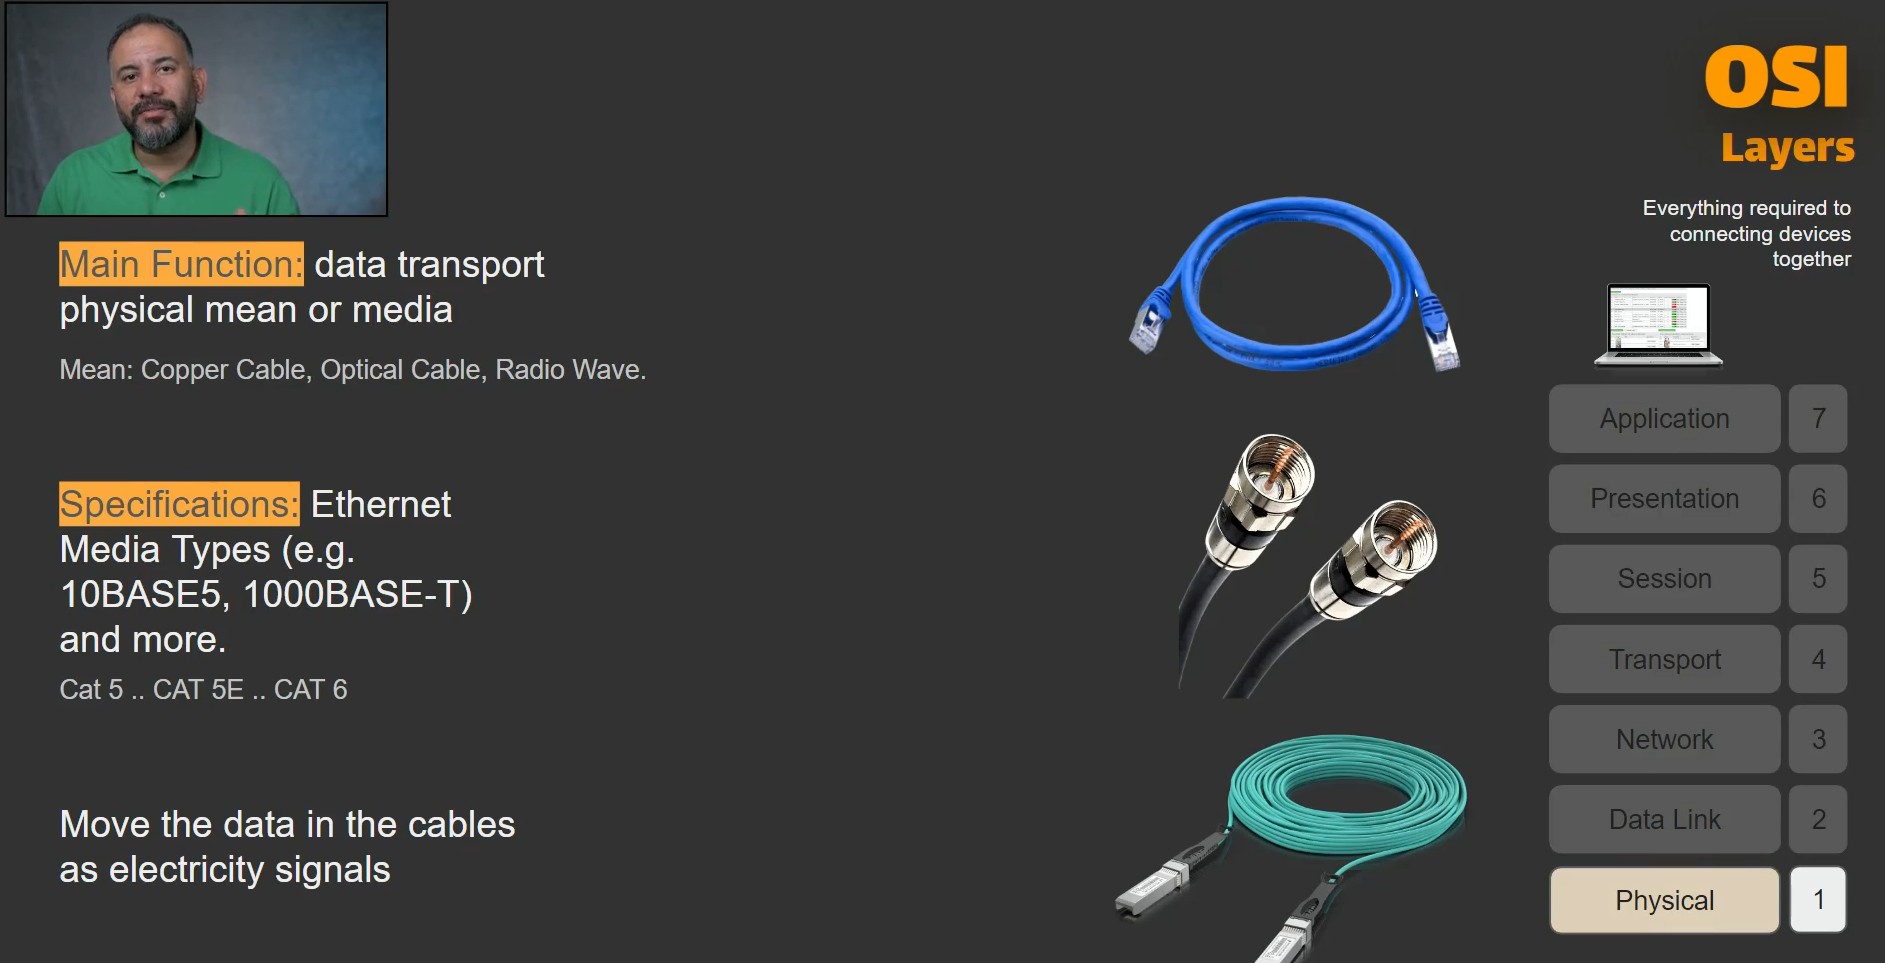 OSI
Layers
Everything required to
connecting devices
together
Main Function: data transport
physical mean or media
Mean: Copper Cable, Optical Cable, Radio Wave.
Specifications: Ethernet
Media Types (e.g.
10BASE5, 1000BASE-T)
and more.
Cat 5 .. CAT 5E .. CAT 6
Move the data in the cables
as electricity signals
Application 7
Presentation 6
Session 5
Transport 4
Network 3
Data Link 2
Physical 1